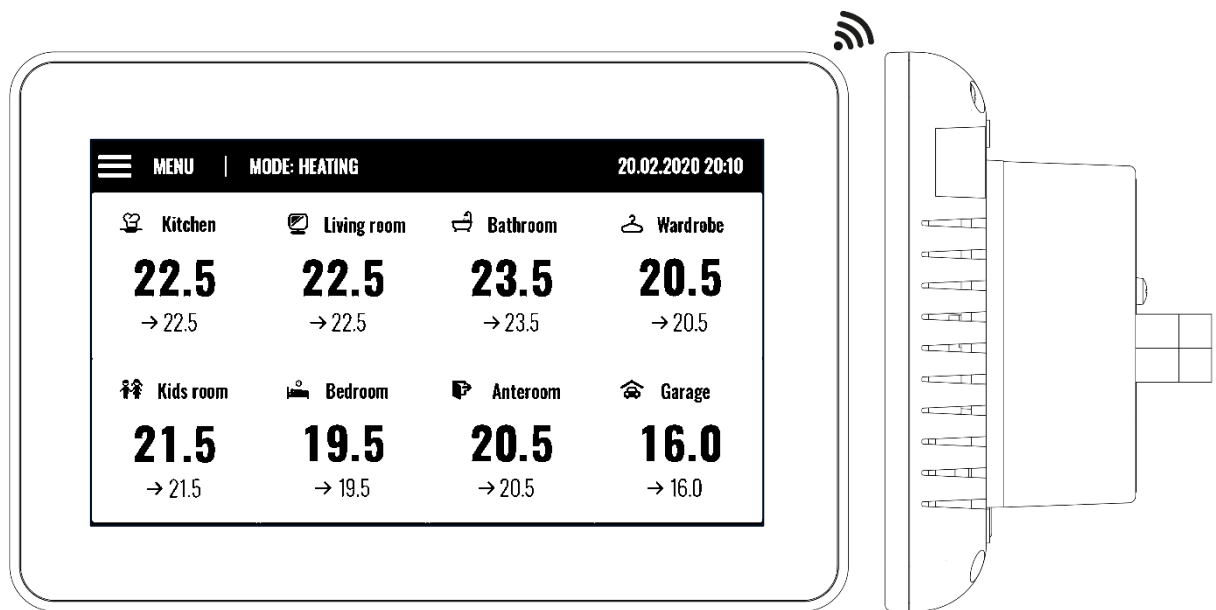 MENU | MODE: HEATING 20.02.2020 20:10
Kitchen Living room Bathroom Wardrobe
22.5 22.5 23.5 20.5
→ 22.5 → 22.5 → 23.5 → 20.5
Kids room Bedroom Anteroom Garage
21.5 19.5 20.5 16.0
→ 21.5 → 19.5 → 20.5 → 16.0